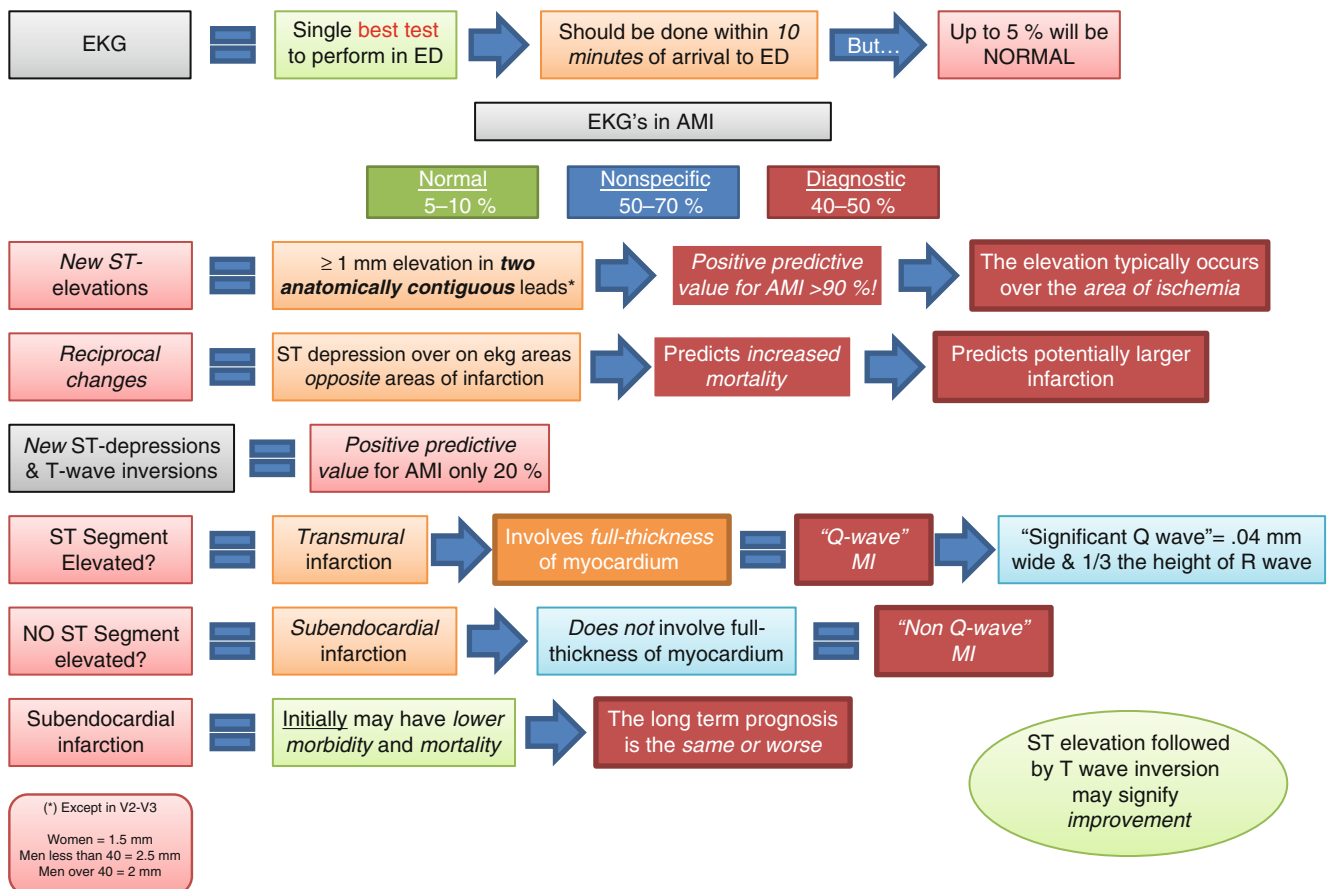 EKG
Single best test
to perform in ED
Should be done within 10
minutes of arrival to ED
But…
Up to 5 % will be
NORMAL
EKG's in AMI
Normal
5–10 %
Nonspecific
50–70 %
Diagnostic
40–50 %
New ST-
elevations
≥ 1 mm elevation in two
anatomically contiguous leads*
Positive predictive
value for AMI >90 %!
The elevation typically occurs
over the area of ischemia
Reciprocal
changes
ST depression over on ekg areas
opposite areas of infarction
Predicts increased
mortality
Predicts potentially larger
infarction
New ST-depressions
& T-wave inversions
Positive predictive
value for AMI only 20 %
ST Segment
Elevated?
Transmural
infarction
Involves full-thickness
of myocardium
“Q-wave”
MI
“Significant Q wave”= .04 mm
wide & 1/3 the height of R wave
NO ST Segment
elevated?
Subendocardial
infarction
Does not involve full-
thickness of myocardium
“Non Q-wave”
MI
Subendocardial
infarction
Initially may have lower
morbidity and mortality
The long term prognosis
is the same or worse
ST elevation followed
by T wave inversion
may signify
improvement
(*) Except in V2-V3
Women = 1.5 mm
Men less than 40 = 2.5 mm
Men over 40 = 2 mm